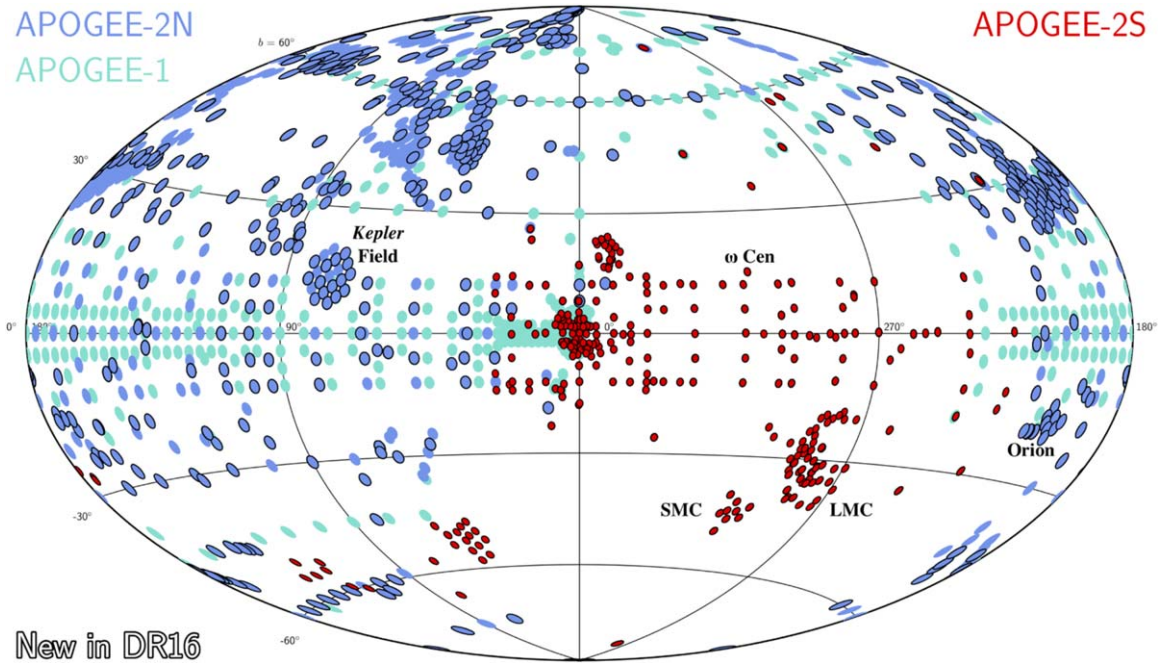 APOGEE-2N
APOGEE-1
APOGEE-2S
b = 60°
30°
Kepler
Field
ω Cen
0°
180°
90°
0°
270°
180°
Orion
SMC
LMC
-30°
-60°
New in DR16